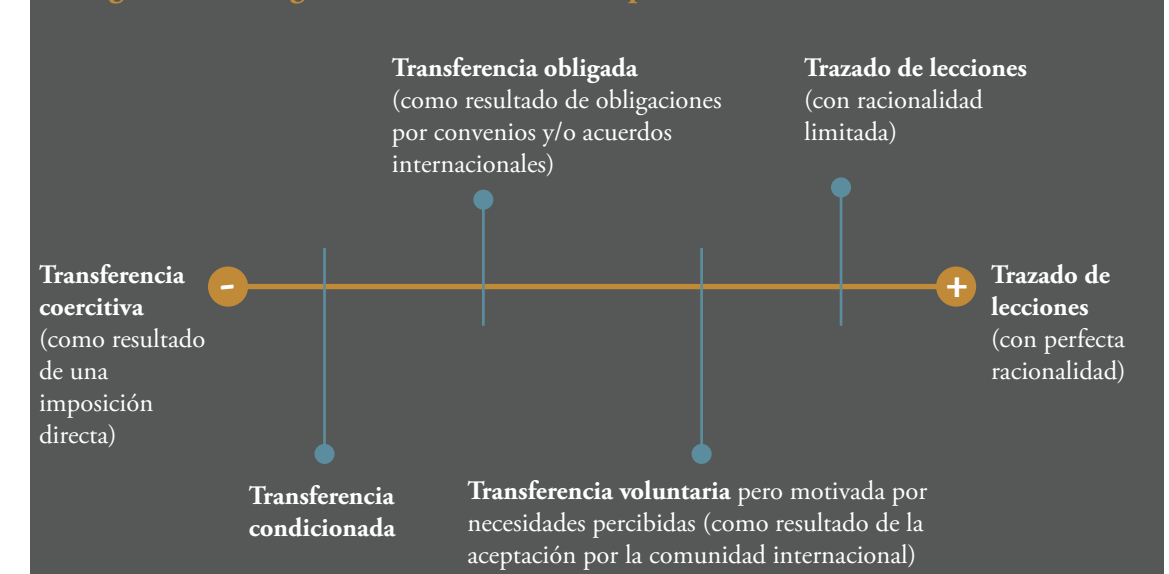 Transferencia obligada
(como resultado de obligaciones
por convenios y/o acuerdos
internacionales)
Trazado de lecciones
(con racionalidad
limitada)
Transferencia
coercitiva
(como resultado
de una
imposición
directa)
-
+
Trazado de
lecciones
(con perfecta
racionalidad)
Transferencia
condicionada
Transferencia voluntaria pero motivada por
necesidades percibidas (como resultado de la
aceptación por la comunidad internacional)